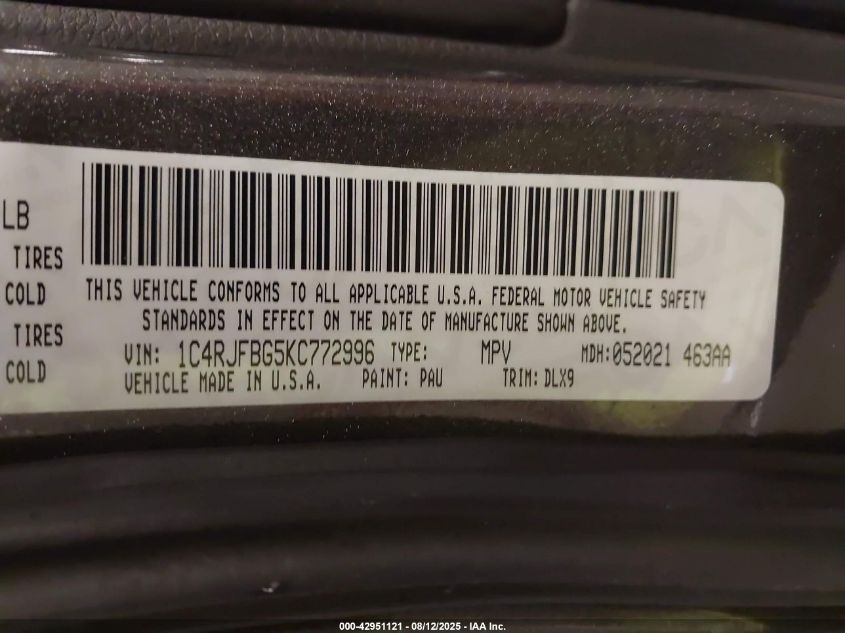 LB
TIRES
COLD
TIRES
COLD
THIS VEHICLE CONFORMS TO ALL APPLICABLE U.S.A. FEDERAL MOTOR VEHICLE SAFETY
STANDARDS IN EFFECT ON THE DATE OF MANUFACTURE SHOWN ABOVE.
VIN: 1C4RJFBG5KC772996 TYPE: MPV MDH:052021 463AA
VEHICLE MADE IN U.S.A. PAINT: PAU TRIM: DLX9
000-42951121 - 08/12/2025 - IAA Inc.